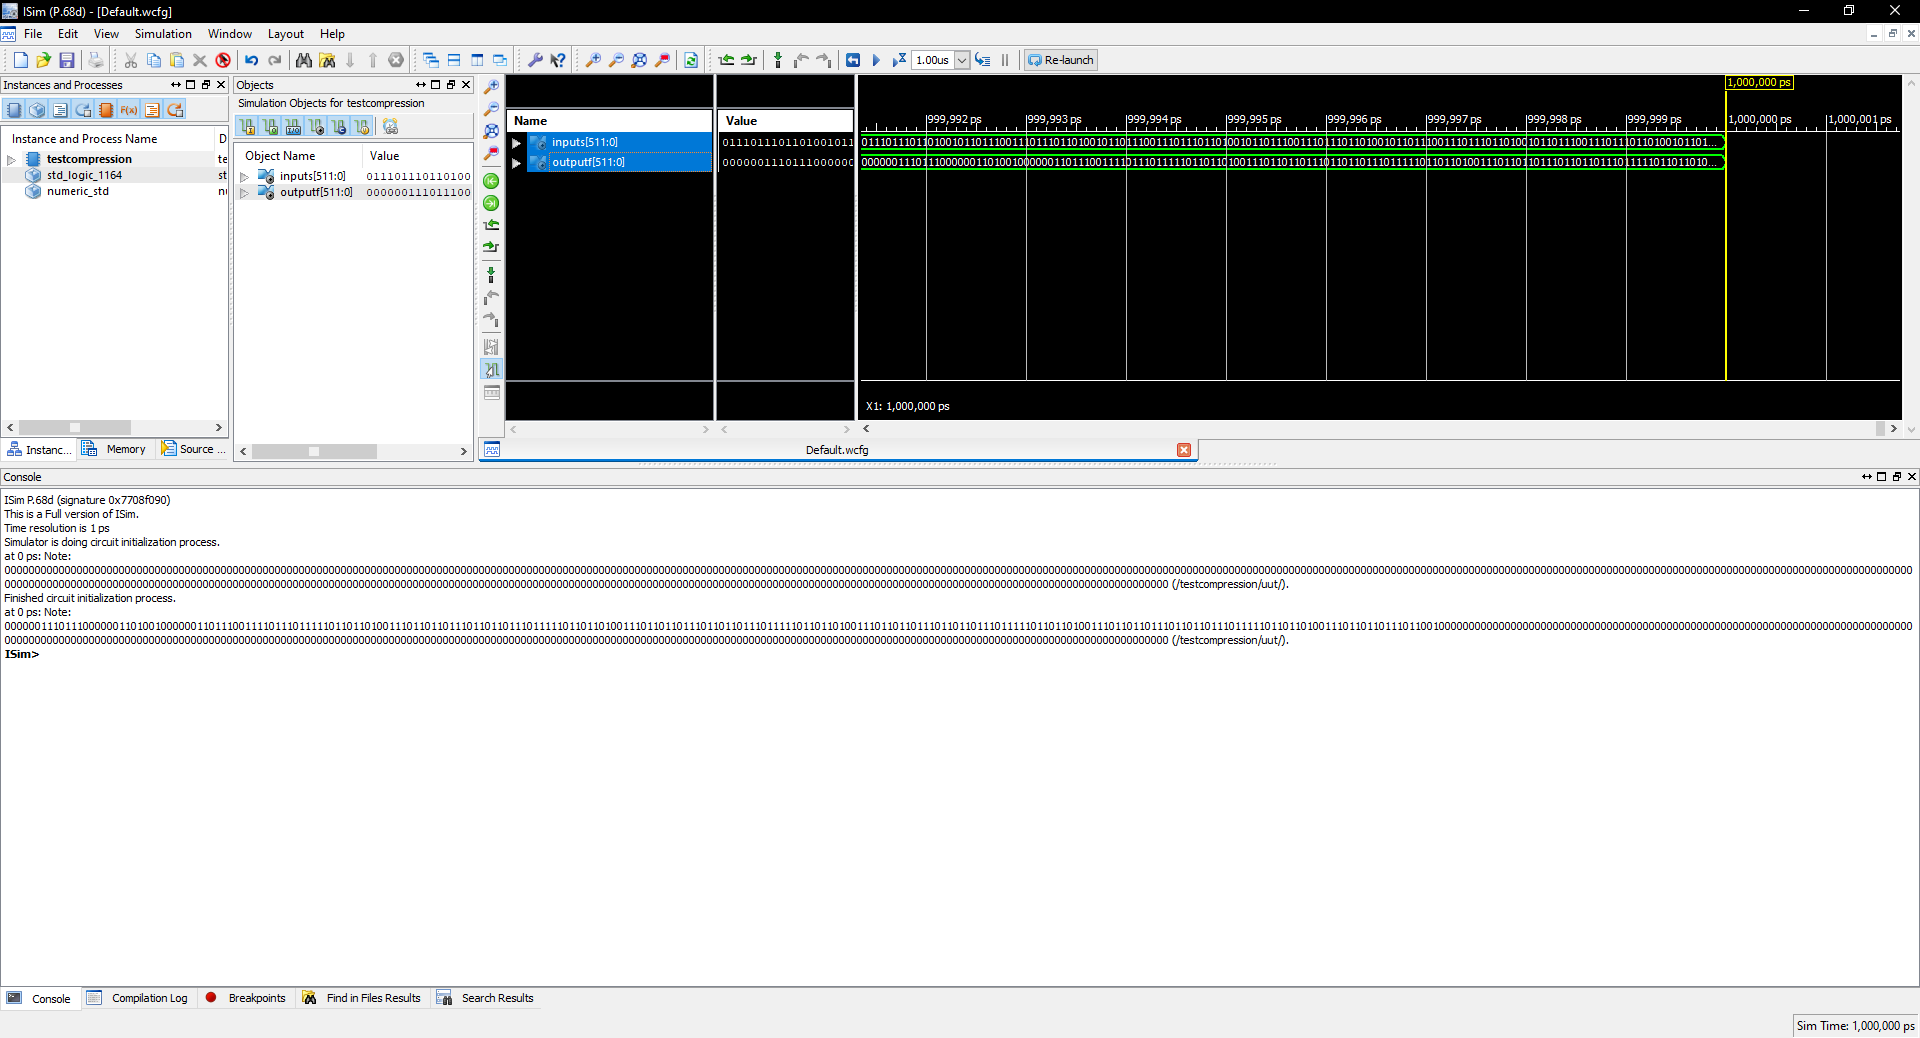 ISim (P.68d) - [Default.wcfg]
File Edit View Simulation Window Layout Help
1.00us
Re-launch
Instances and Processes
Instance and Process Name D
testcompression te
std_logic_1164 st
numeric_std nu
Instanc... Memory Source ...
Objects
Simulation Objects for testcompression
Object Name Value
inputs[511:0] 011101110110100
outputf[511:0] 000000111011100
Name Value
inputs[511:0] 01110111011010010110
outputf[511:0] 00000011101110000000
1,000,000 ps
999,992 ps 999,993 ps 999,994 ps 999,995 ps 999,996 ps 999,997 ps 999,998 ps 999,999 ps 1,000,000 ps 1,000,001 ps
X1: 1,000,000 ps
Default.wcfg
Console
ISim P.68d (signature 0x7708f090)
This is a Full version of ISim.
Time resolution is 1 ps
Simulator is doing circuit initialization process.
at 0 ps: Note:
(/testcompression/uut/).
Finished circuit initialization process.
at 0 ps: Note:
(/testcompression/uut/).
ISim>
Console Compilation Log Breakpoints Find in Files Results Search Results
Sim Time: 1,000,000 ps